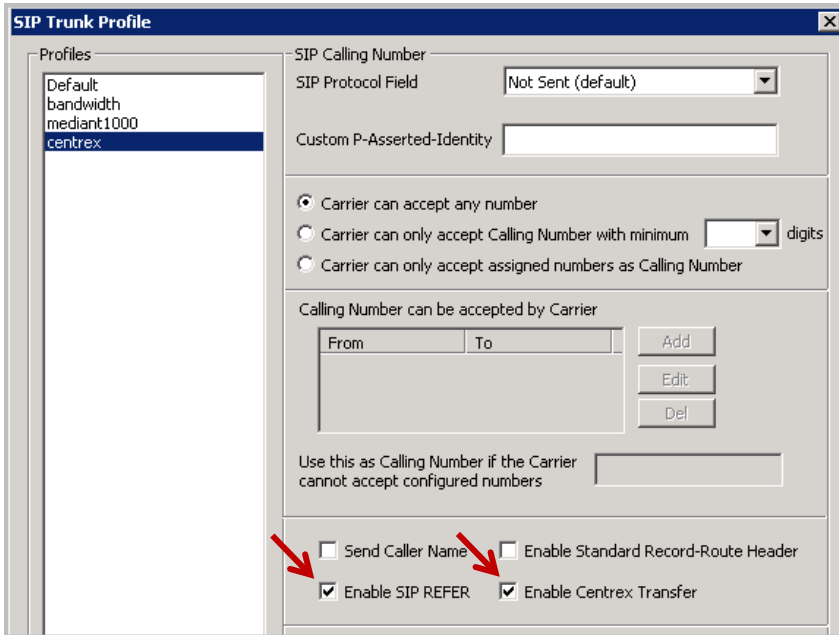 SIP Trunk Profile
Profiles
Default
bandwidth
mediant1000
centrex
SIP Calling Number
SIP Protocol Field
Not Sent (default)
Custom P-Asserted-Identity
Carrier can accept any number
Carrier can only accept Calling Number with minimum digits
Carrier can only accept assigned numbers as Calling Number
Calling Number can be accepted by Carrier
From To
Add
Edit
Del
Use this as Calling Number if the Carrier
cannot accept configured numbers
Send Caller Name Enable Standard Record-Route Header
Enable SIP REFER Enable Centrex Transfer